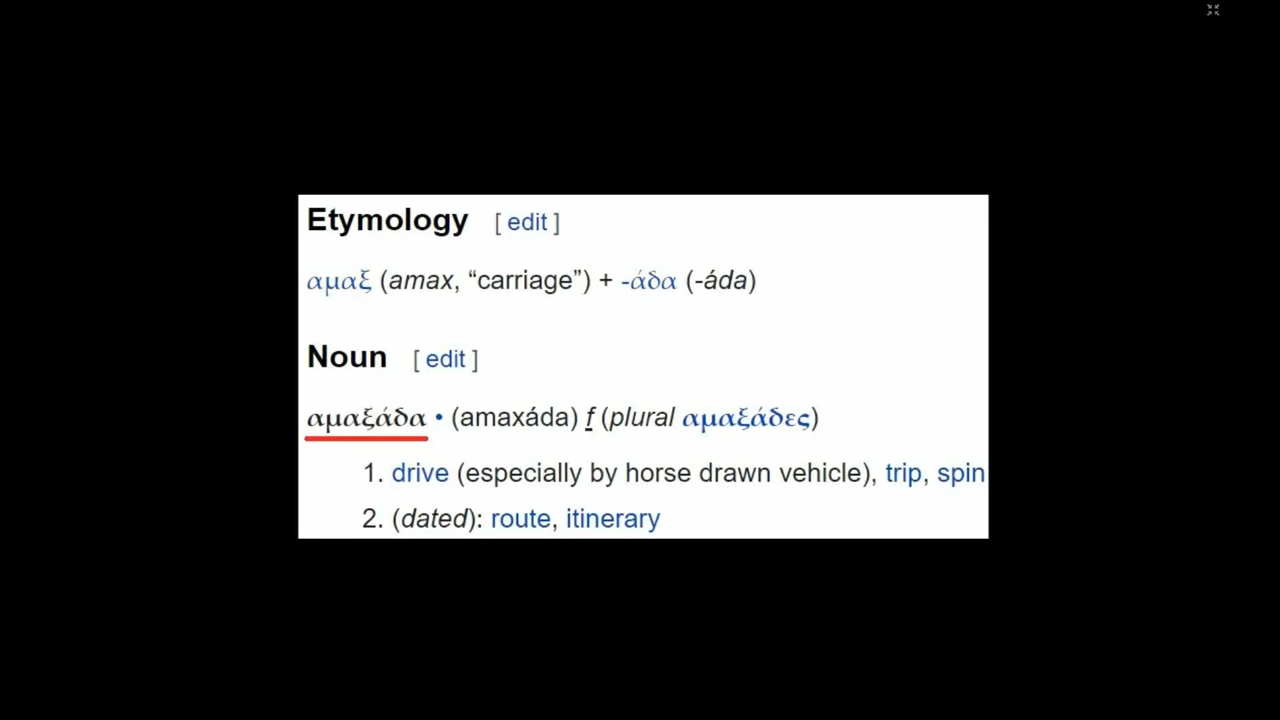 Etymology [ edit ]
αμαξ (amax, “carriage”) + -άδα (-áda)
Noun [ edit ]
αμαξάδα • (amaxáda) f (plural αμαξάδες)
1. drive (especially by horse drawn vehicle), trip, spin
2. (dated): route, itinerary